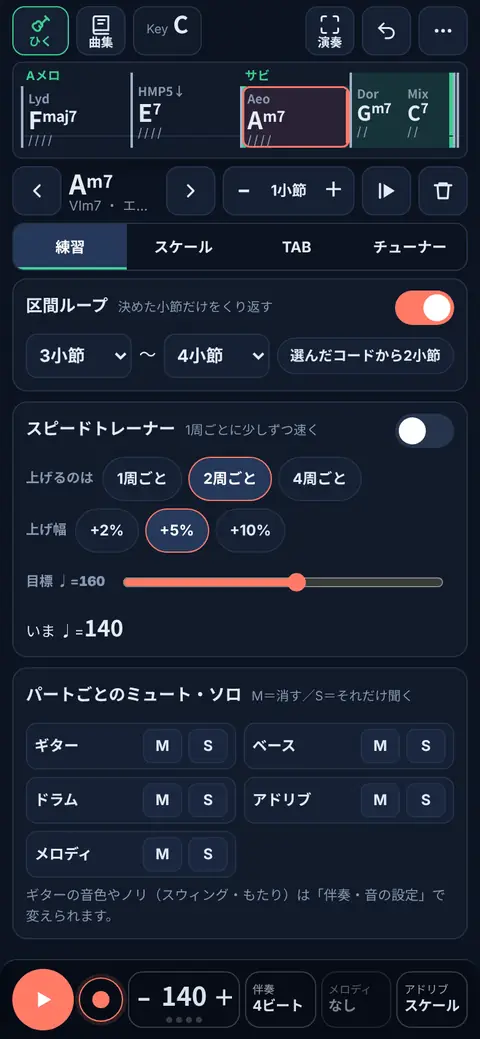 ひく
曲集
Key C
演奏
Aメロ
サビ
Lyd
Fmaj7
////
HMP5↓
E7
////
Aeo
Am7
////
Dor
Gm7
//
Mix
C7
//
Am7
VIm7 ・ エ…
− 1小節 +
練習
スケール
TAB
チューナー
区間ループ 決めた小節だけをくり返す
3小節 〜 4小節 選んだコードから2小節
スピードトレーナー 1周ごとに少しずつ速く
上げるのは 1周ごと 2周ごと 4周ごと
上げ幅 +2% +5% +10%
目標 ♩=160
いま ♩=140
パートごとのミュート・ソロ M=消す/S=それだけ聞く
ギター M S
ベース M S
ドラム M S
アドリブ M S
メロディ M S
ギターの音色やノリ(スウィング・もたり)は「伴奏・音の設定」で
変えられます。
− 140 +
伴奏
4ビート
メロディ
なし
アドリブ
スケール